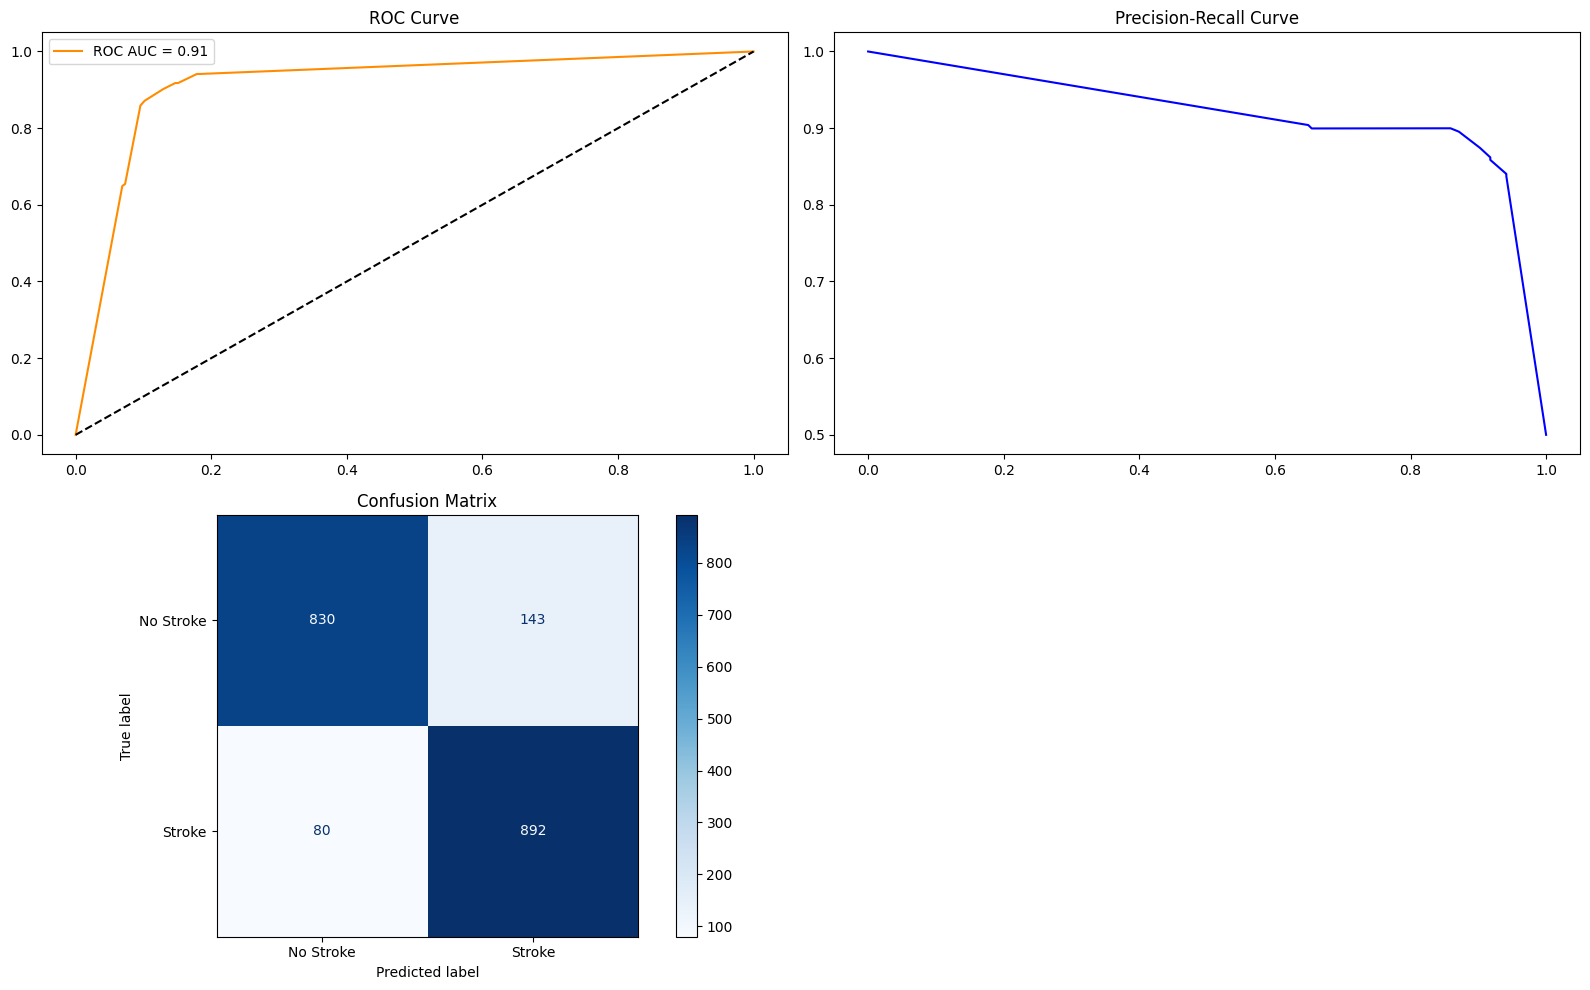 ROC Curve
ROC AUC = 0.91
1.0
0.8
0.6
0.4
0.2
0.0
0.0 0.2 0.4 0.6 0.8 1.0
Precision-Recall Curve
1.0
0.9
0.8
0.7
0.6
0.5
0.0 0.2 0.4 0.6 0.8 1.0
Confusion Matrix
True label
No Stroke
830 143
Stroke
80 892
No Stroke Stroke
Predicted label
800
700
600
500
400
300
200
100